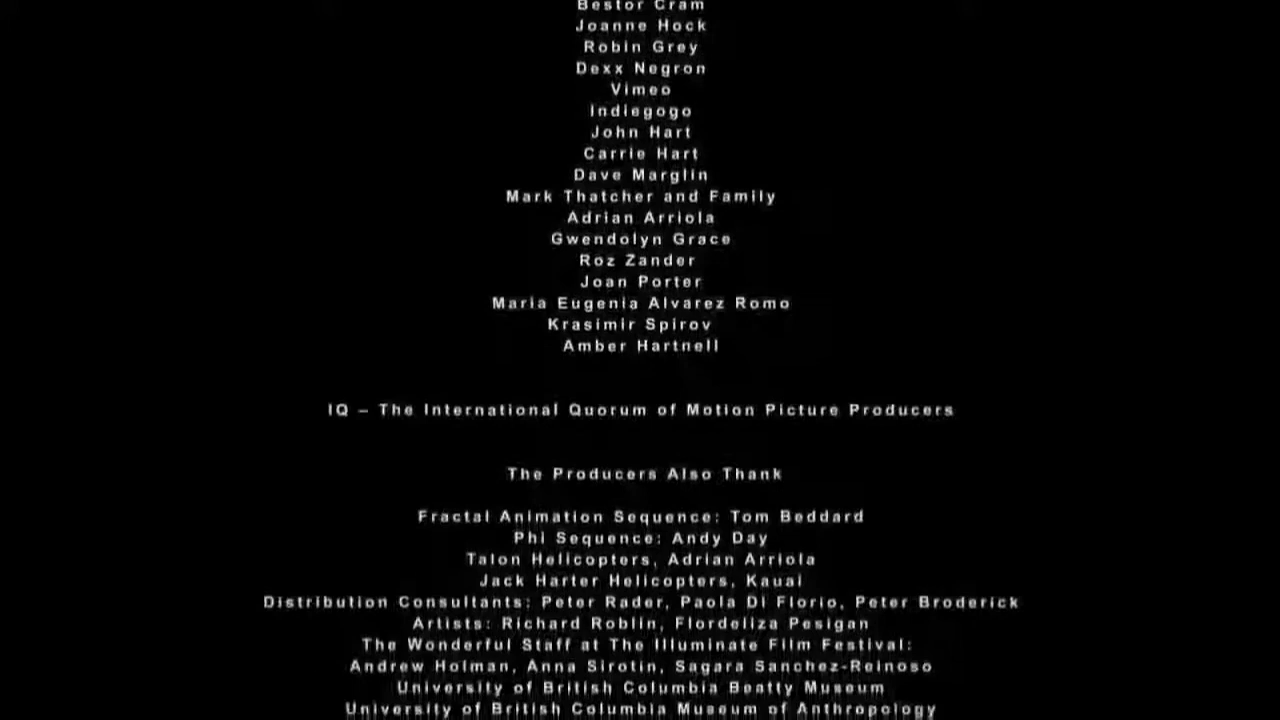 Bestor Cram
Joanne Hock
Robin Grey
Dexx Negron
Vimeo
Indiegogo
John Hart
Carrie Hart
Dave Marglin
Mark Thatcher and Family
Adrian Arriola
Gwendolyn Grace
Roz Zander
Joan Porter
Maria Eugenia Alvarez Romo
Krasimir Spirov
Amber Hartnell
IQ – The International Quorum of Motion Picture Producers
The Producers Also Thank
Fractal Animation Sequence: Tom Beddard
Phi Sequence: Andy Day
Talon Helicopters, Adrian Arriola
Jack Harter Helicopters, Kauai
Distribution Consultants: Peter Rader, Paola Di Florio, Peter Broderick
Artists: Richard Roblin, Flordeliza Pesigan
The Wonderful Staff at The Illuminate Film Festival:
Andrew Holman, Anna Sirotin, Sagara Sanchez-Reinoso
University of British Columbia Beatty Museum
University of British Columbia Museum of Anthropology